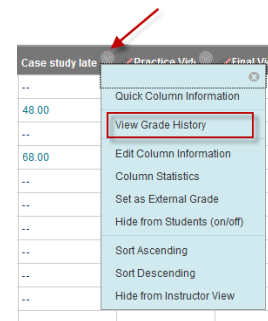 Case study late
Practice Vid
Final Vi
--
48.00
--
68.00
--
--
--
--
--
--
Quick Column Information
View Grade History
Edit Column Information
Column Statistics
Set as External Grade
Hide from Students (on/off)
Sort Ascending
Sort Descending
Hide from Instructor View